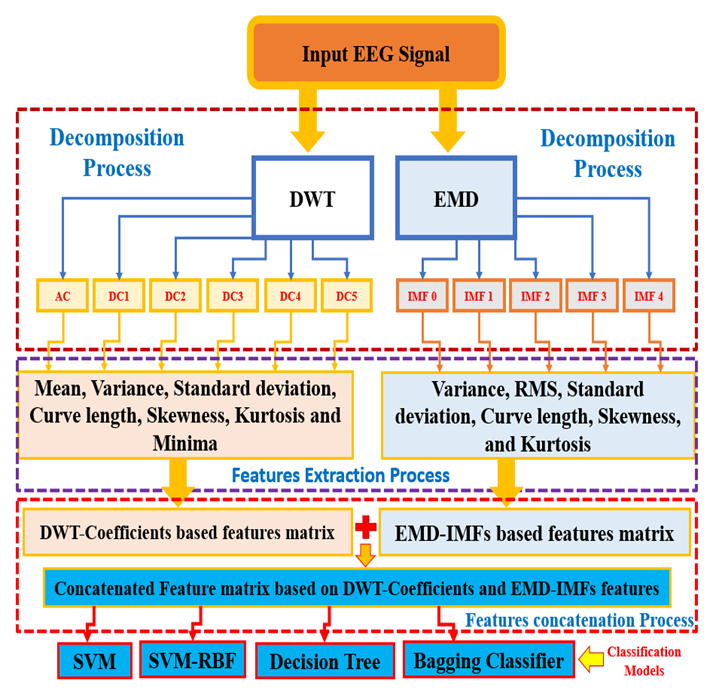 Input EEG Signal
Decomposition
Process
Decomposition
Process
DWT
EMD
AC
DC1
DC2
DC3
DC4
DC5
IMF 0
IMF 1
IMF 2
IMF 3
IMF 4
Mean, Variance, Standard deviation,
Curve length, Skewness, Kurtosis and
Minima
Variance, RMS, Standard
deviation, Curve length, Skewness,
and Kurtosis
Features Extraction Process
DWT-Coefficients based features matrix
EMD-IMFs based features matrix
Concatenated Feature matrix based on DWT-Coefficients and EMD-IMFs features
Features concatenation Process
SVM
SVM-RBF
Decision Tree
Bagging Classifier
Classification
Models